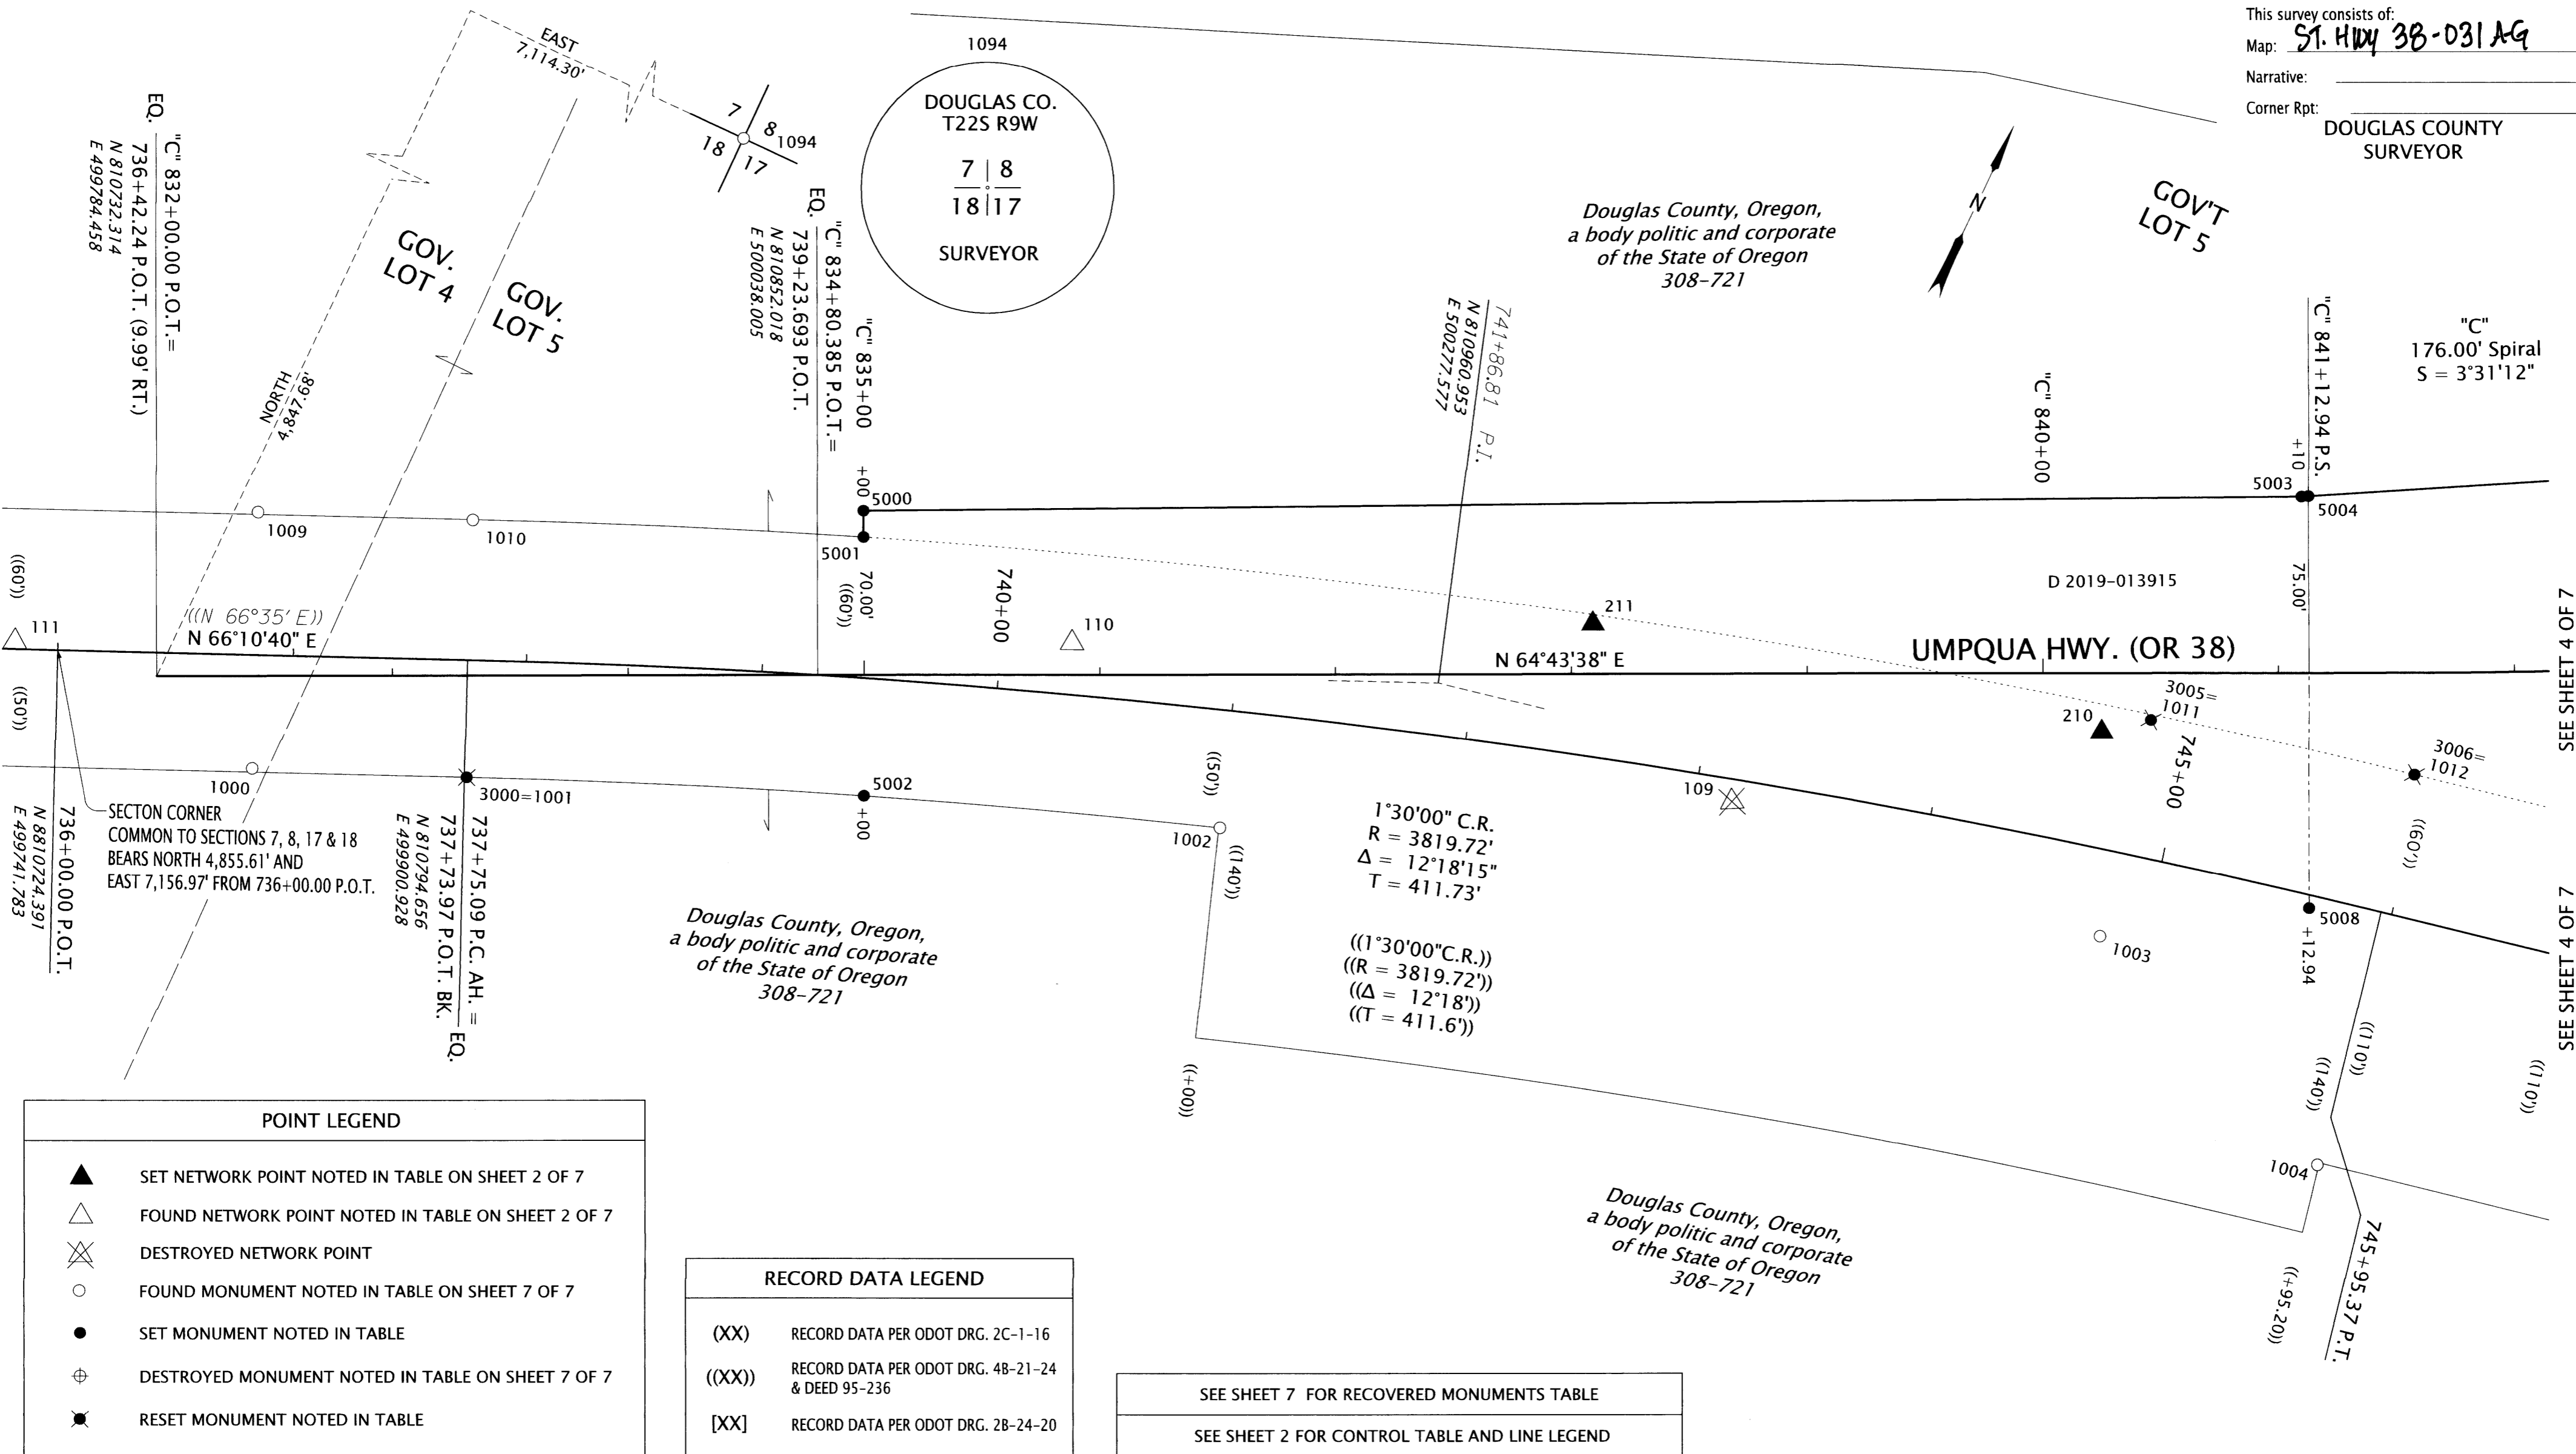 This survey consists of:
Map: ST. HWY 38-031 AG
Narrative:
Corner Rpt:
DOUGLAS COUNTY
SURVEYOR
EAST
7,114.30'
7
8
1094
18
17
1094
DOUGLAS CO.
T22S R9W
7 | 8
18|17
SURVEYOR
EQ.
"C" 832+00.00 P.O.T.=
736+42.24 P.O.T. (9.99' RT.)
N 810732.314
E 499784.458
GOV.
LOT 4
GOV.
LOT 5
NORTH
4,847.68'
EQ.
"C" 834+80.385 P.O.T.=
739+23.693 P.O.T.
N 810852.018
E 500038.005
"C" 835+00
Douglas County, Oregon,
a body politic and corporate
of the State of Oregon
308-721
N
GOV'T
LOT 5
741+86.81 P.I.
N 810960.953
E 500277.577
"C" 840+00
"C" 841+12.94 P.S.
+10
"C"
176.00' Spiral
S = 3°31'12"
+00
5000
5001
5003
5004
1009
1010
((60'))
111
((N 66°35' E))
N 66°10'40" E
70.00'
((60'))
740+00
110
211
N 64°43'38" E
D 2019-013915
75.00'
UMPQUA HWY. (OR 38)
SEE SHEET 4 OF 7
3005=
1011
210
745+00
3006=
1012
((50'))
1000
3000=1001
5002
+00
((50'))
1002
((140'))
109
1°30'00" C.R.
R = 3819.72'
Δ = 12°18'15"
T = 411.73'
((1°30'00"C.R.))
((R = 3819.72'))
((Δ = 12°18'))
((T = 411.6'))
((60'))
5008
+12.94
1003
SEE SHEET 4 OF 7
SECTON CORNER
COMMON TO SECTIONS 7, 8, 17 & 18
BEARS NORTH 4,855.61' AND
EAST 7,156.97' FROM 736+00.00 P.O.T.
736+00.00 P.O.T.
N 8810724.391
E 499741.783
737+75.09 P.C. AH. =
737+73.97 P.O.T. BK.
EQ.
N 810794.656
E 499900.928
Douglas County, Oregon,
a body politic and corporate
of the State of Oregon
308-721
((+00))
((110'))
((140'))
((110'))
1004
745+95.37 P.T.
((+95.20))
Douglas County, Oregon,
a body politic and corporate
of the State of Oregon
308-721
POINT LEGEND
SET NETWORK POINT NOTED IN TABLE ON SHEET 2 OF 7
FOUND NETWORK POINT NOTED IN TABLE ON SHEET 2 OF 7
DESTROYED NETWORK POINT
FOUND MONUMENT NOTED IN TABLE ON SHEET 7 OF 7
SET MONUMENT NOTED IN TABLE
DESTROYED MONUMENT NOTED IN TABLE ON SHEET 7 OF 7
RESET MONUMENT NOTED IN TABLE
RECORD DATA LEGEND
(XX) RECORD DATA PER ODOT DRG. 2C-1-16
((XX)) RECORD DATA PER ODOT DRG. 4B-21-24
& DEED 95-236
[XX] RECORD DATA PER ODOT DRG. 2B-24-20
SEE SHEET 7 FOR RECOVERED MONUMENTS TABLE
SEE SHEET 2 FOR CONTROL TABLE AND LINE LEGEND